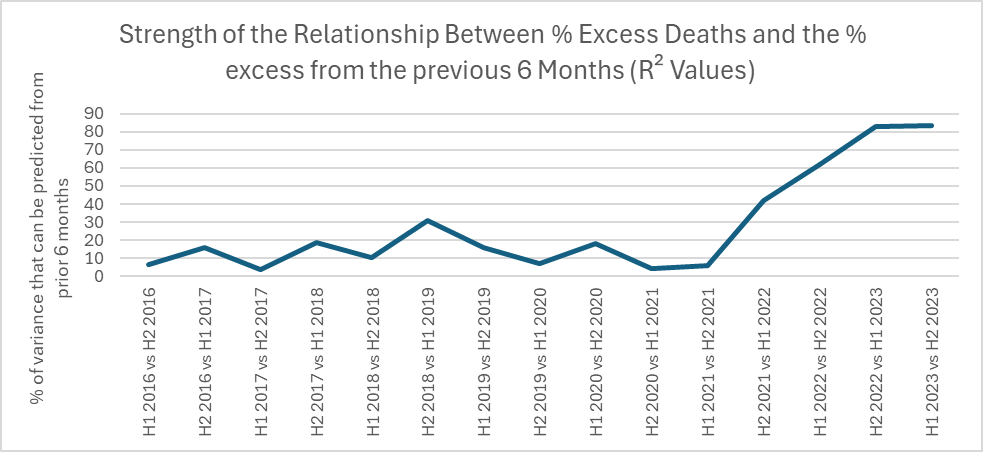 Strength of the Relationship Between % Excess Deaths and the %
excess from the previous 6 Months (R² Values)
% of variance that can be predicted from
prior 6 months
90
80
70
60
50
40
30
20
10
0
H1 2016 vs H2 2016
H2 2016 vs H1 2017
H1 2017 vs H2 2017
H2 2017 vs H1 2018
H1 2018 vs H2 2018
H2 2018 vs H1 2019
H1 2019 vs H2 2019
H2 2019 vs H1 2020
H1 2020 vs H2 2020
H2 2020 vs H1 2021
H1 2021 vs H2 2021
H2 2021 vs H1 2022
H1 2022 vs H2 2022
H2 2022 vs H1 2023
H1 2023 vs H2 2023